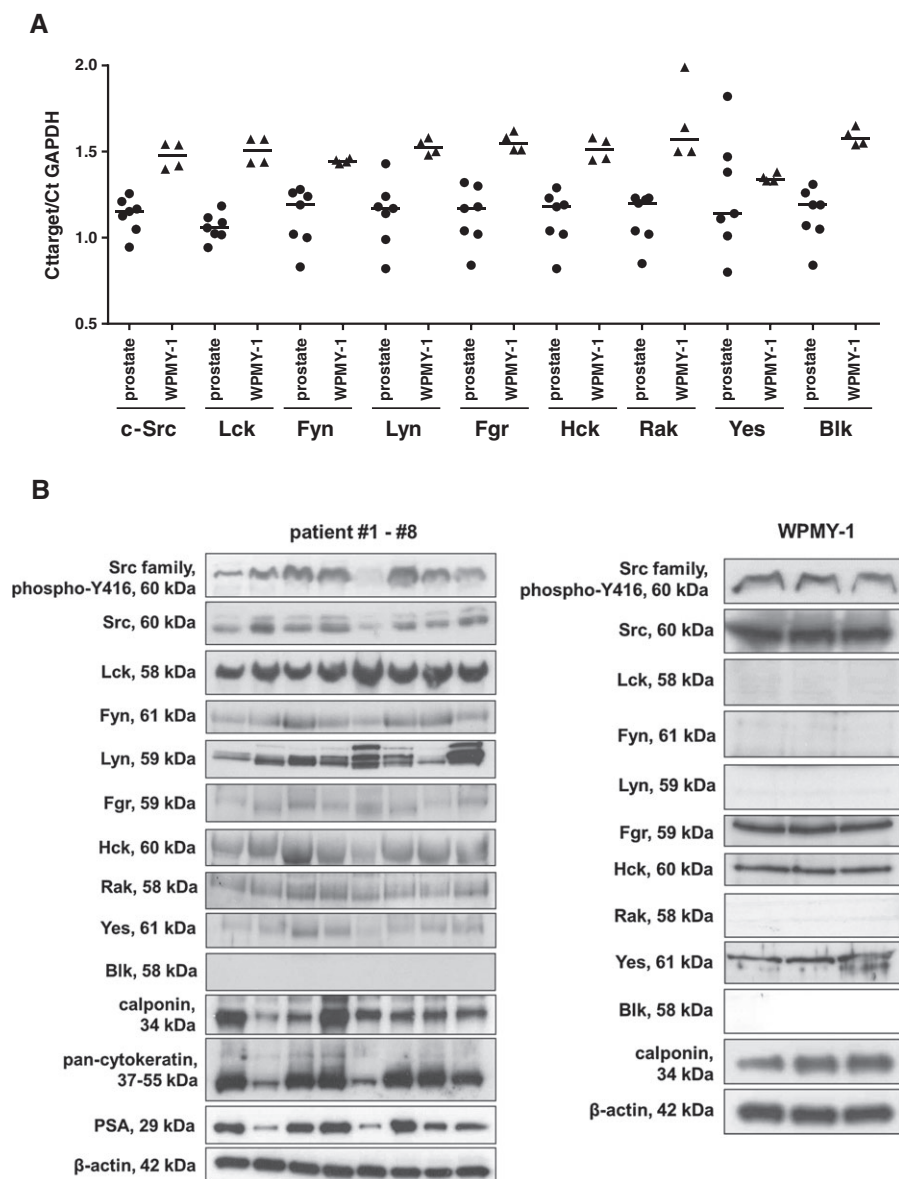 A
2.0
1.5
1.0
0.5
Cttarget/Ct GAPDH
prostate WPMY-1 prostate WPMY-1 prostate WPMY-1 prostate WPMY-1 prostate WPMY-1 prostate WPMY-1 prostate WPMY-1 prostate WPMY-1 prostate WPMY-1
c-Src Lck Fyn Lyn Fgr Hck Rak Yes Blk
B
patient #1 - #8
Src family,
phospho-Y416, 60 kDa
Src, 60 kDa
Lck, 58 kDa
Fyn, 61 kDa
Lyn, 59 kDa
Fgr, 59 kDa
Hck, 60 kDa
Rak, 58 kDa
Yes, 61 kDa
Blk, 58 kDa
calponin,
34 kDa
pan-cytokeratin,
37-55 kDa
PSA, 29 kDa
β-actin, 42 kDa
WPMY-1
Src family,
phospho-Y416, 60 kDa
Src, 60 kDa
Lck, 58 kDa
Fyn, 61 kDa
Lyn, 59 kDa
Fgr, 59 kDa
Hck, 60 kDa
Rak, 58 kDa
Yes, 61 kDa
Blk, 58 kDa
calponin,
34 kDa
β-actin, 42 kDa